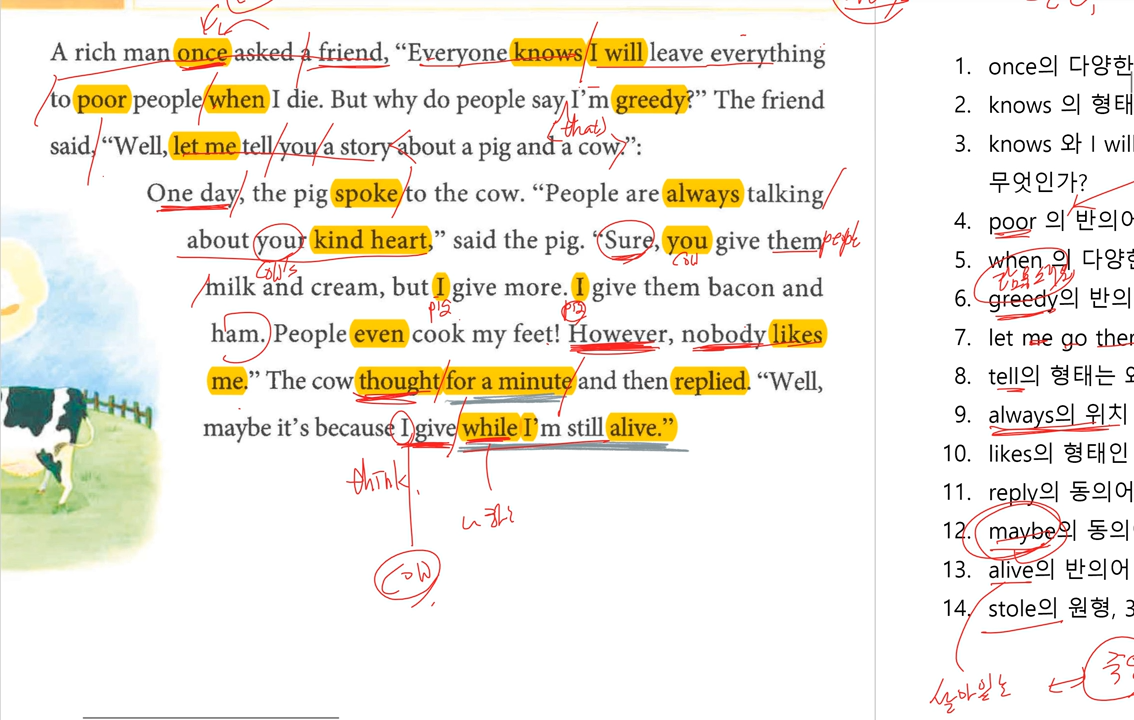 A rich man once asked a friend, “Everyone knows I will leave everything
to poor people when I die. But why do people say I’m greedy?” The friend
(that)
said, “Well, let me tell you a story about a pig and a cow.”:
One day, the pig spoke to the cow. “People are always talking
about your kind heart,” said the pig. “Sure, you give them
cow's
cow
milk and cream, but I give more. I give them bacon and
pig
pig
ham. People even cook my feet! However, nobody likes
me.” The cow thought for a minute and then replied. “Well,
maybe it’s because I give while I’m still alive.”
think.
cow
1. once의 다양한
2. knows 의 형태
3. knows 와 I will
무엇인가?
4. poor 의 반의어
5. when 의 다양한
6. greedy의 반의
7. let me go
8. tell의 형태는
9. always의 위치
10. likes의 형태인
11. reply의 동의어
12. maybe의 동의
13. alive의 반의어
14. stole의 원형, 3
살아있는